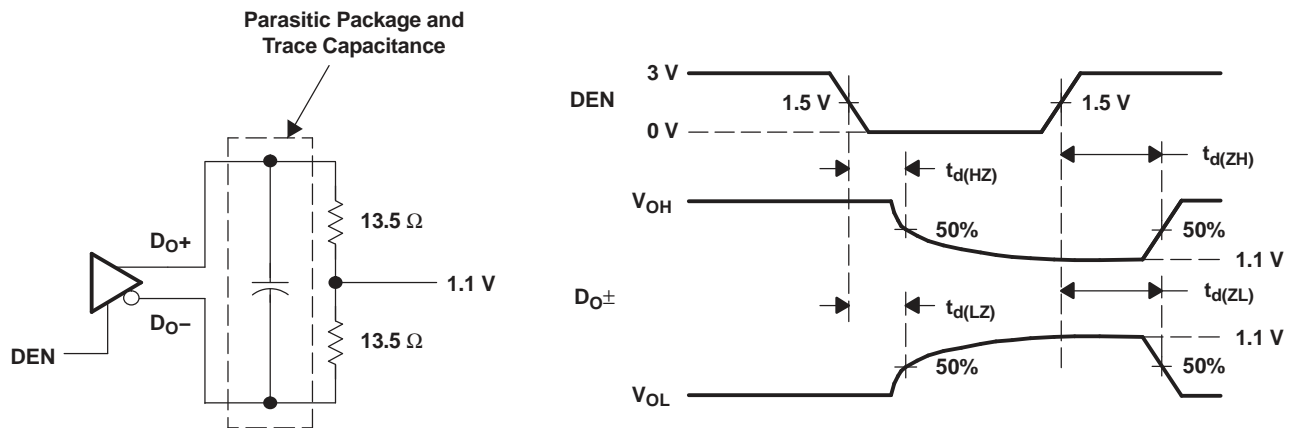 Parasitic Package and
Trace Capacitance
D_O+
D_O−
DEN
13.5 Ω
13.5 Ω
1.1 V
DEN
3 V
1.5 V
1.5 V
0 V
t_d(HZ)
t_d(ZH)
V_OH
50%
50%
1.1 V
D_O±
t_d(LZ)
t_d(ZL)
1.1 V
50%
50%
V_OL